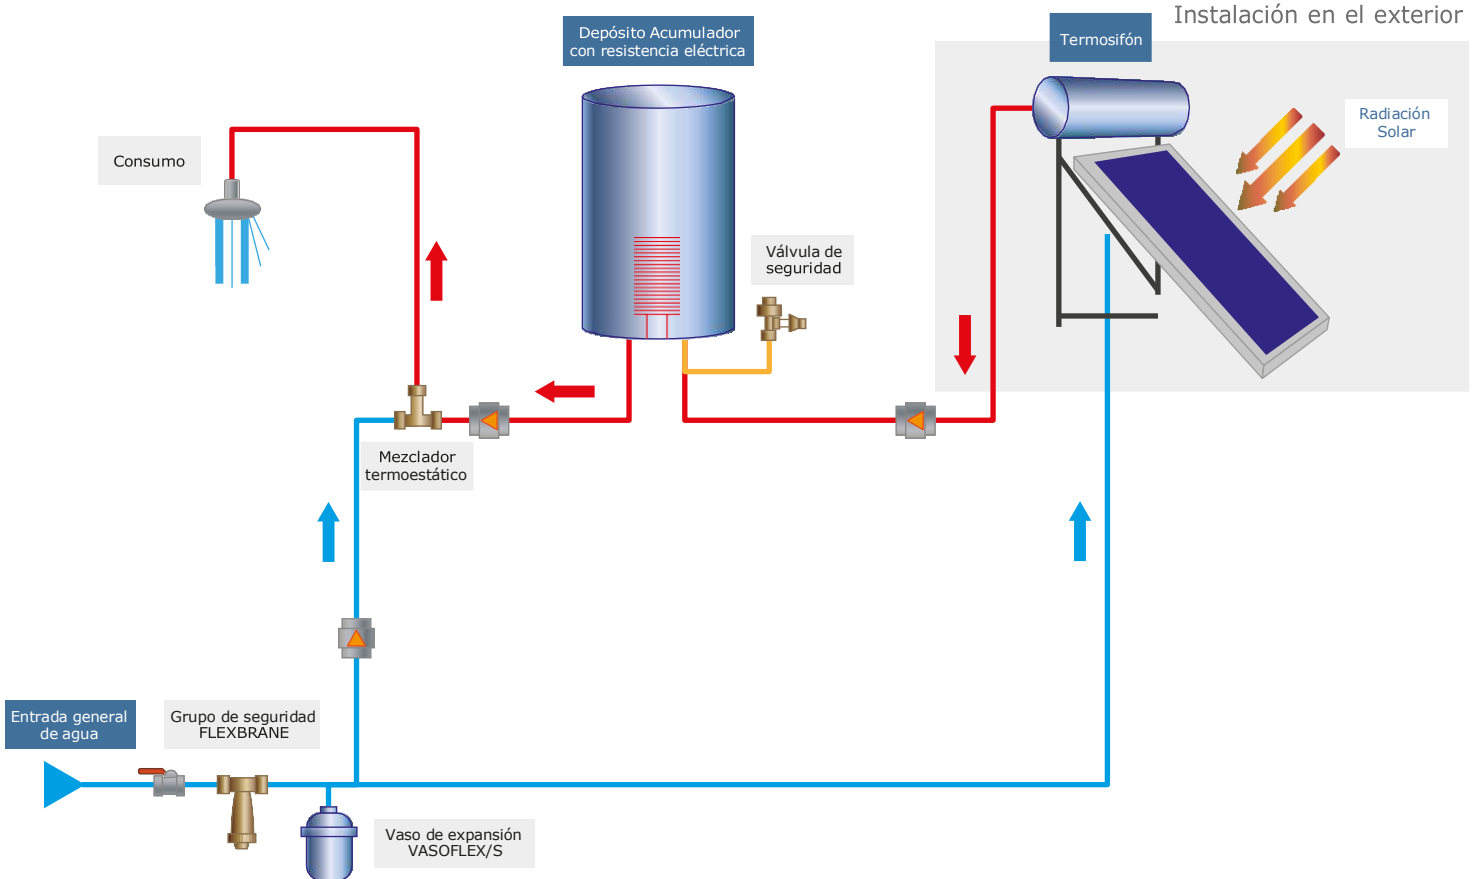 Instalación en el exterior
Depósito Acumulador
con resistencia eléctrica
Termosifón
Radiación
Solar
Consumo
Válvula de
seguridad
Mezclador
termoestático
Entrada general
de agua
Grupo de seguridad
FLEXBRANE
Vaso de expansión
VASOFLEX/S